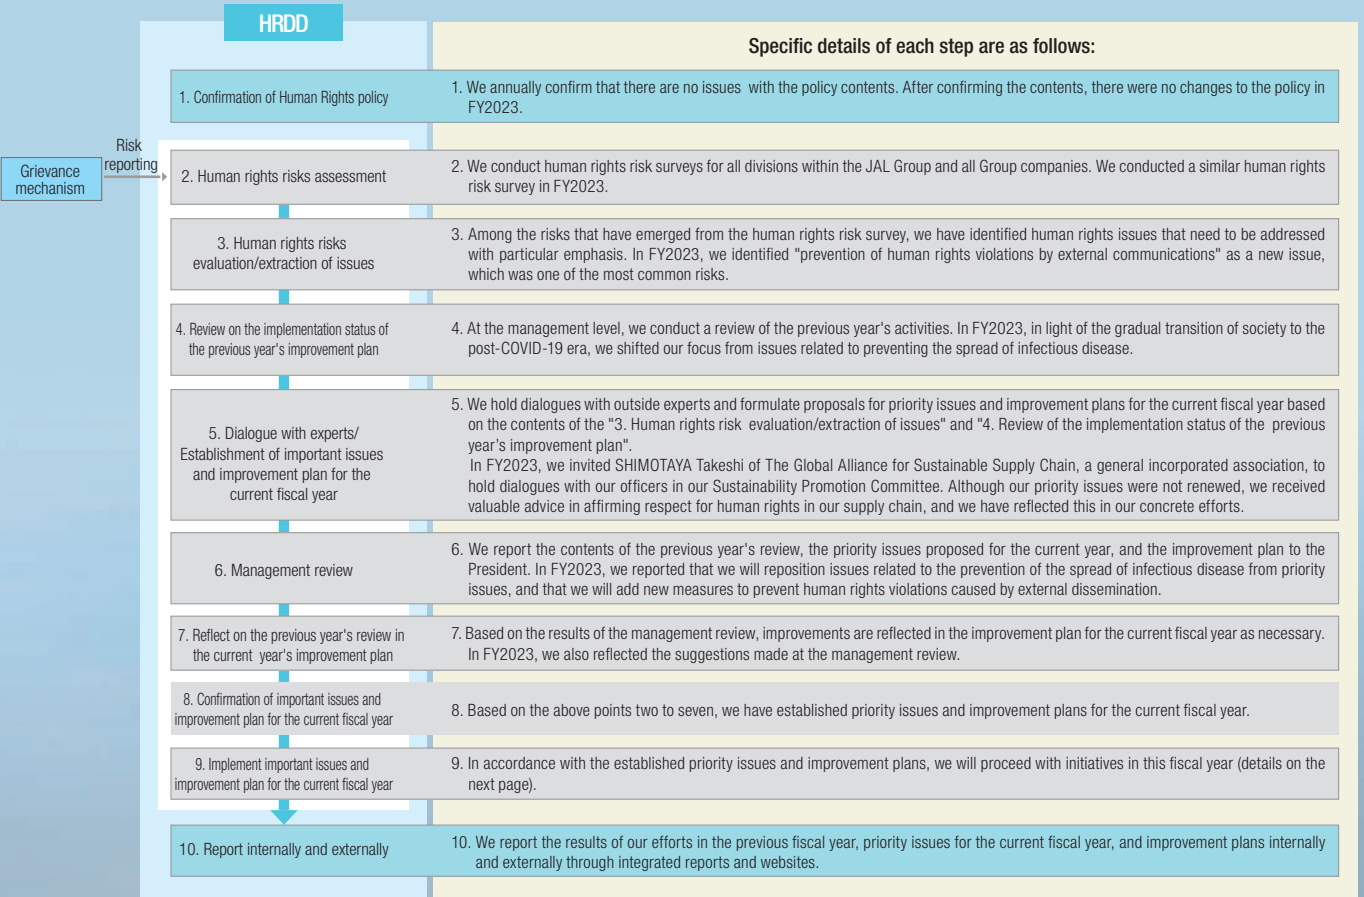 HRDD
Specific details of each step are as follows:
1. Confirmation of Human Rights policy
1. We annually confirm that there are no issues with the policy contents. After confirming the contents, there were no changes to the policy in
FY2023.
Grievance
mechanism
Risk
reporting
2. Human rights risks assessment
2. We conduct human rights risk surveys for all divisions within the JAL Group and all Group companies. We conducted a similar human rights
risk survey in FY2023.
3. Human rights risks
evaluation/extraction of issues
3. Among the risks that have emerged from the human rights risk survey, we have identified human rights issues that need to be addressed
with particular emphasis. In FY2023, we identified "prevention of human rights violations by external communications" as a new issue,
which was one of the most common risks.
4. Review on the implementation status of
the previous year's improvement plan
4. At the management level, we conduct a review of the previous year's activities. In FY2023, in light of the gradual transition of society to the
post-COVID-19 era, we shifted our focus from issues related to preventing the spread of infectious disease.
5. Dialogue with experts/
Establishment of important issues
and improvement plan for the
current fiscal year
5. We hold dialogues with outside experts and formulate proposals for priority issues and improvement plans for the current fiscal year based
on the contents of the "3. Human rights risk evaluation/extraction of issues" and "4. Review of the implementation status of the previous
year's improvement plan".
In FY2023, we invited SHIMOTAYA Takeshi of The Global Alliance for Sustainable Supply Chain, a general incorporated association, to
hold dialogues with our officers in our Sustainability Promotion Committee. Although our priority issues were not renewed, we received
valuable advice in affirming respect for human rights in our supply chain, and we have reflected this in our concrete efforts.
6. Management review
6. We report the contents of the previous year's review, the priority issues proposed for the current year, and the improvement plan to the
President. In FY2023, we reported that we will reposition issues related to the prevention of the spread of infectious disease from priority
issues, and that we will add new measures to prevent human rights violations caused by external dissemination.
7. Reflect on the previous year's review in
the current year's improvement plan
7. Based on the results of the management review, improvements are reflected in the improvement plan for the current fiscal year as necessary.
In FY2023, we also reflected the suggestions made at the management review.
8. Confirmation of important issues and
improvement plan for the current fiscal year
8. Based on the above points two to seven, we have established priority issues and improvement plans for the current fiscal year.
9. Implement important issues and
improvement plan for the current fiscal year
9. In accordance with the established priority issues and improvement plans, we will proceed with initiatives in this fiscal year (details on the
next page).
10. Report internally and externally
10. We report the results of our efforts in the previous fiscal year, priority issues for the current fiscal year, and improvement plans internally
and externally through integrated reports and websites.